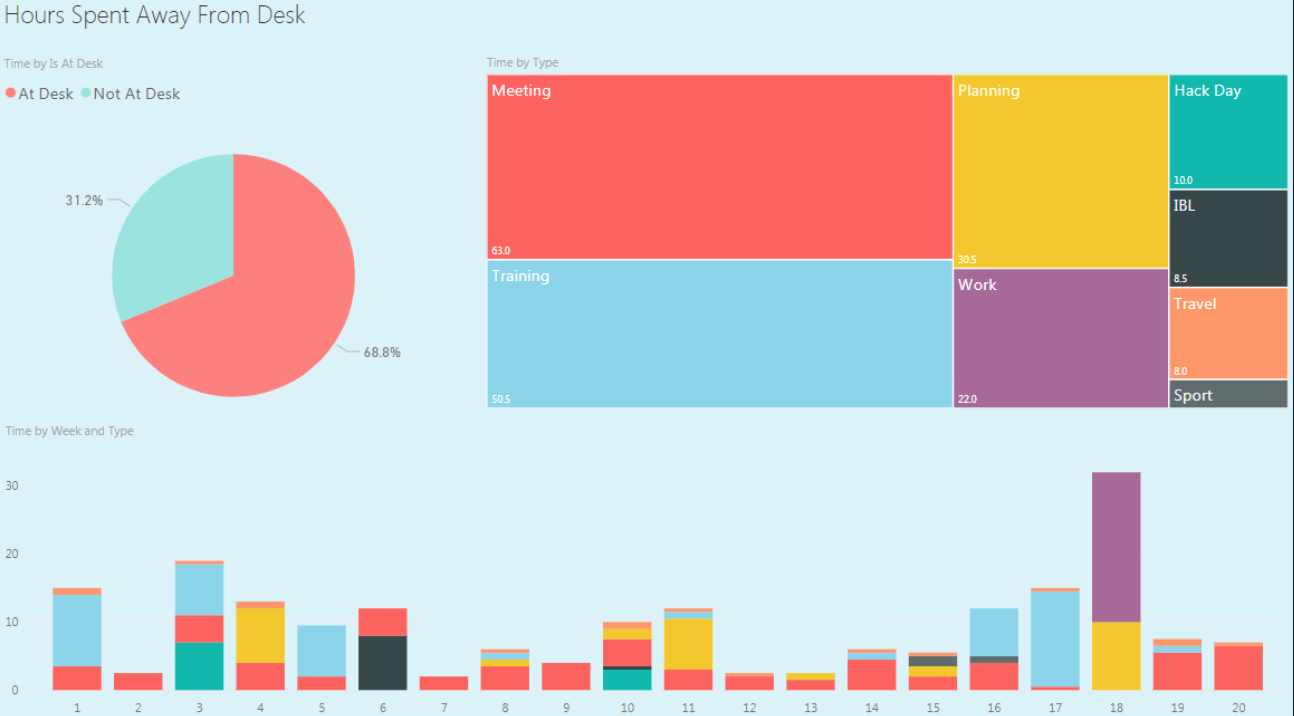 Hours Spent Away From Desk
Time by Is At Desk
At Desk Not At Desk
31.2%
68.8%
Time by Type
Meeting
63.0
Training
50.5
Planning
30.5
Work
22.0
Hack Day
10.0
IBL
8.5
Travel
8.0
Sport
Time by Week and Type
30
20
10
0
1 2 3 4 5 6 7 8 9 10 11 12 13 14 15 16 17 18 19 20